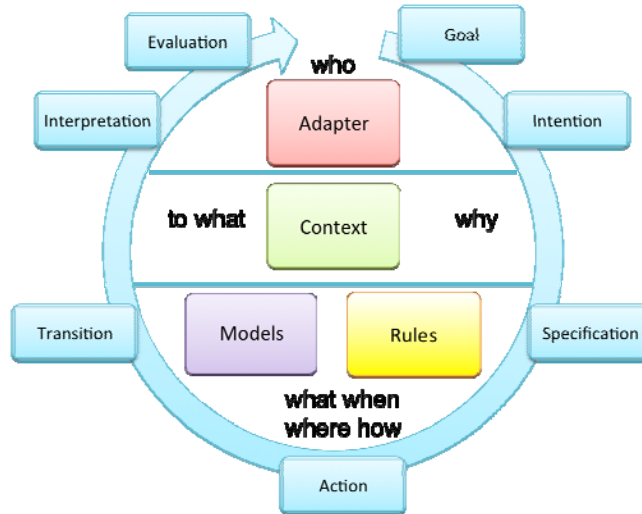 Evaluation
Goal
who
Interpretation
Adapter
Intention
to what
Context
why
Transition
Models
Rules
Specification
what when
where how
Action